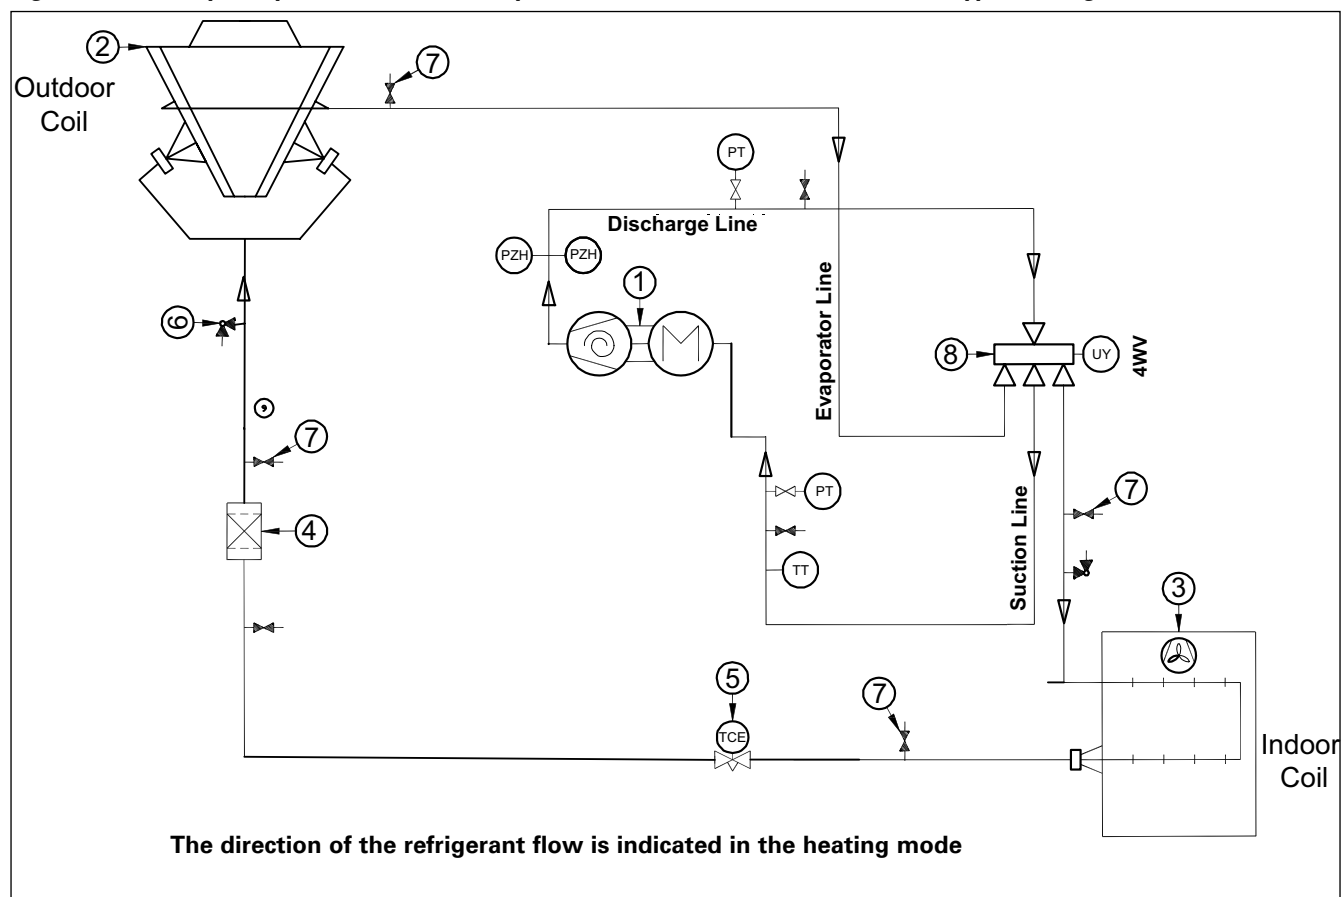 2
7
Outdoor
Coil
PT
Discharge Line
PZH
PZH
1
Evaporator Line
6
8
UY
4WV
7
PT
7
4
Suction Line
TT
3
5
7
TCE
Indoor
Coil
The direction of the refrigerant flow is indicated in the heating mode